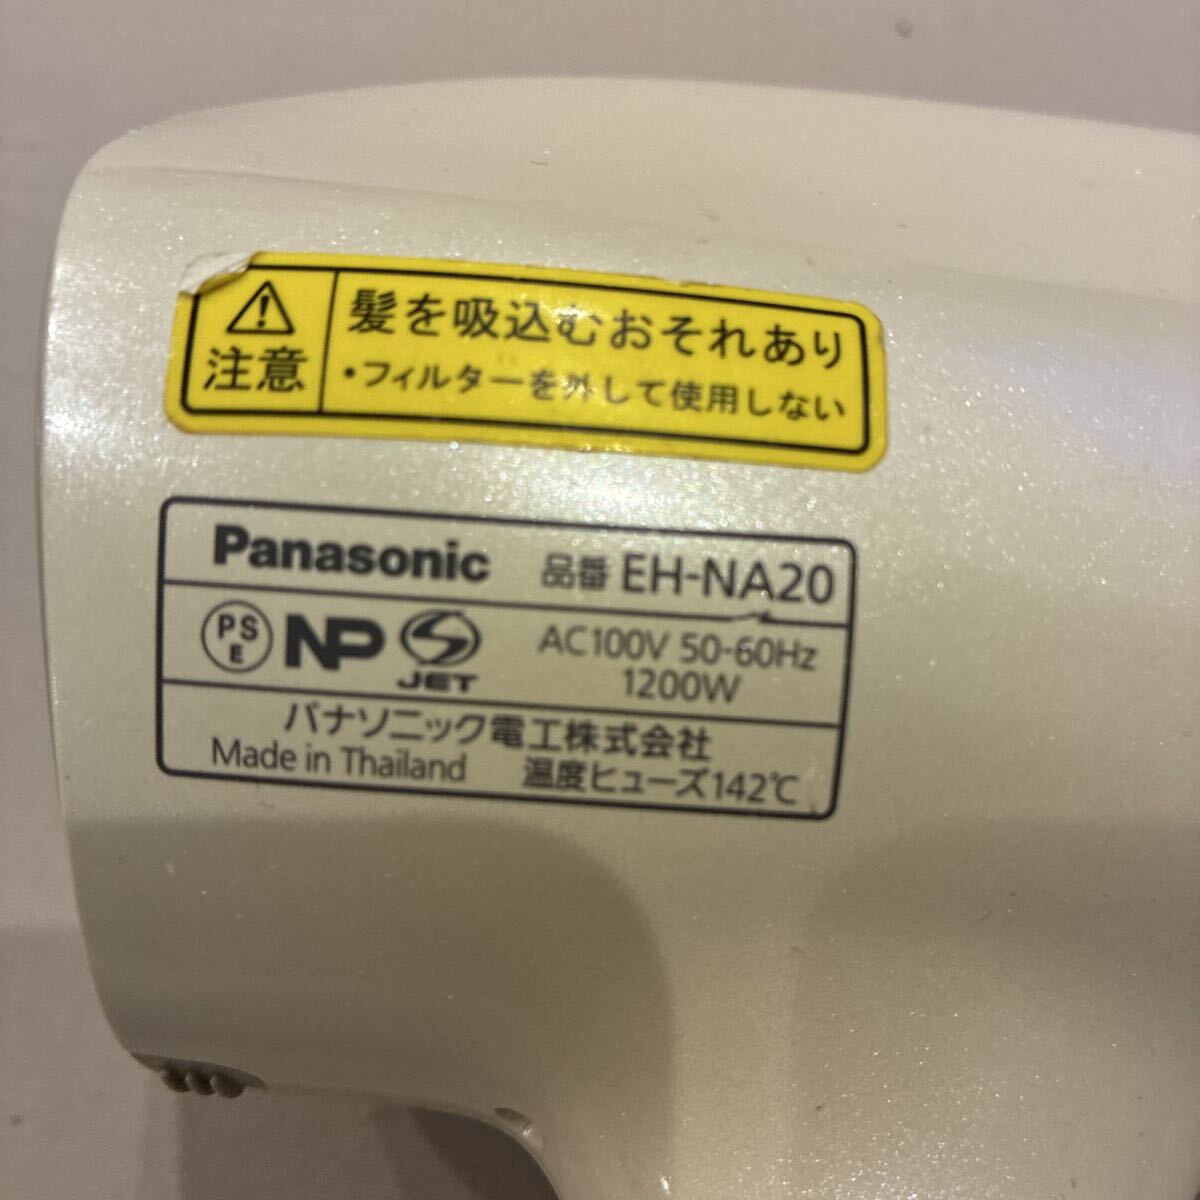 注意
髪を吸込むおそれあり
・フィルターを外して使用しない
Panasonic 品番 EH-NA20
PSE NP S JET AC100V 50-60Hz
1200W
パナソニック電工株式会社
Made in Thailand 温度ヒューズ142℃